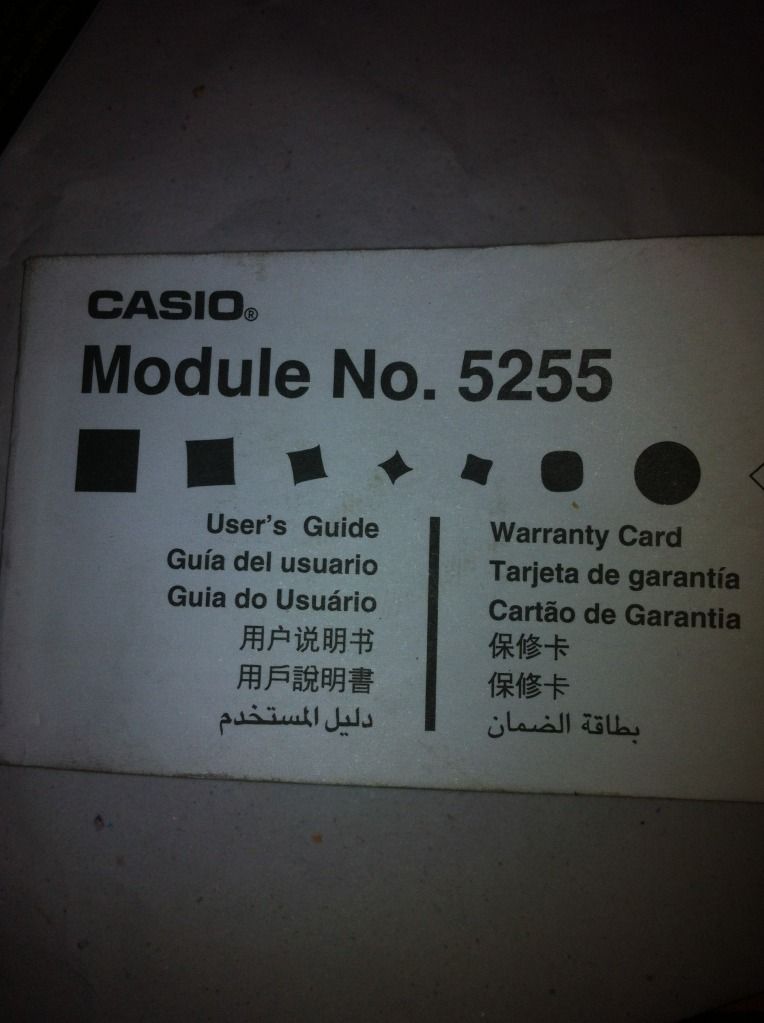 CASIO®
Module No. 5255
User's Guide
Guía del usuario
Guia do Usuário
用户说明书
用戶說明書
دليل المستخدم
Warranty Card
Tarjeta de garantía
Cartão de Garantia
保修卡
保修卡
بطاقة الضمان